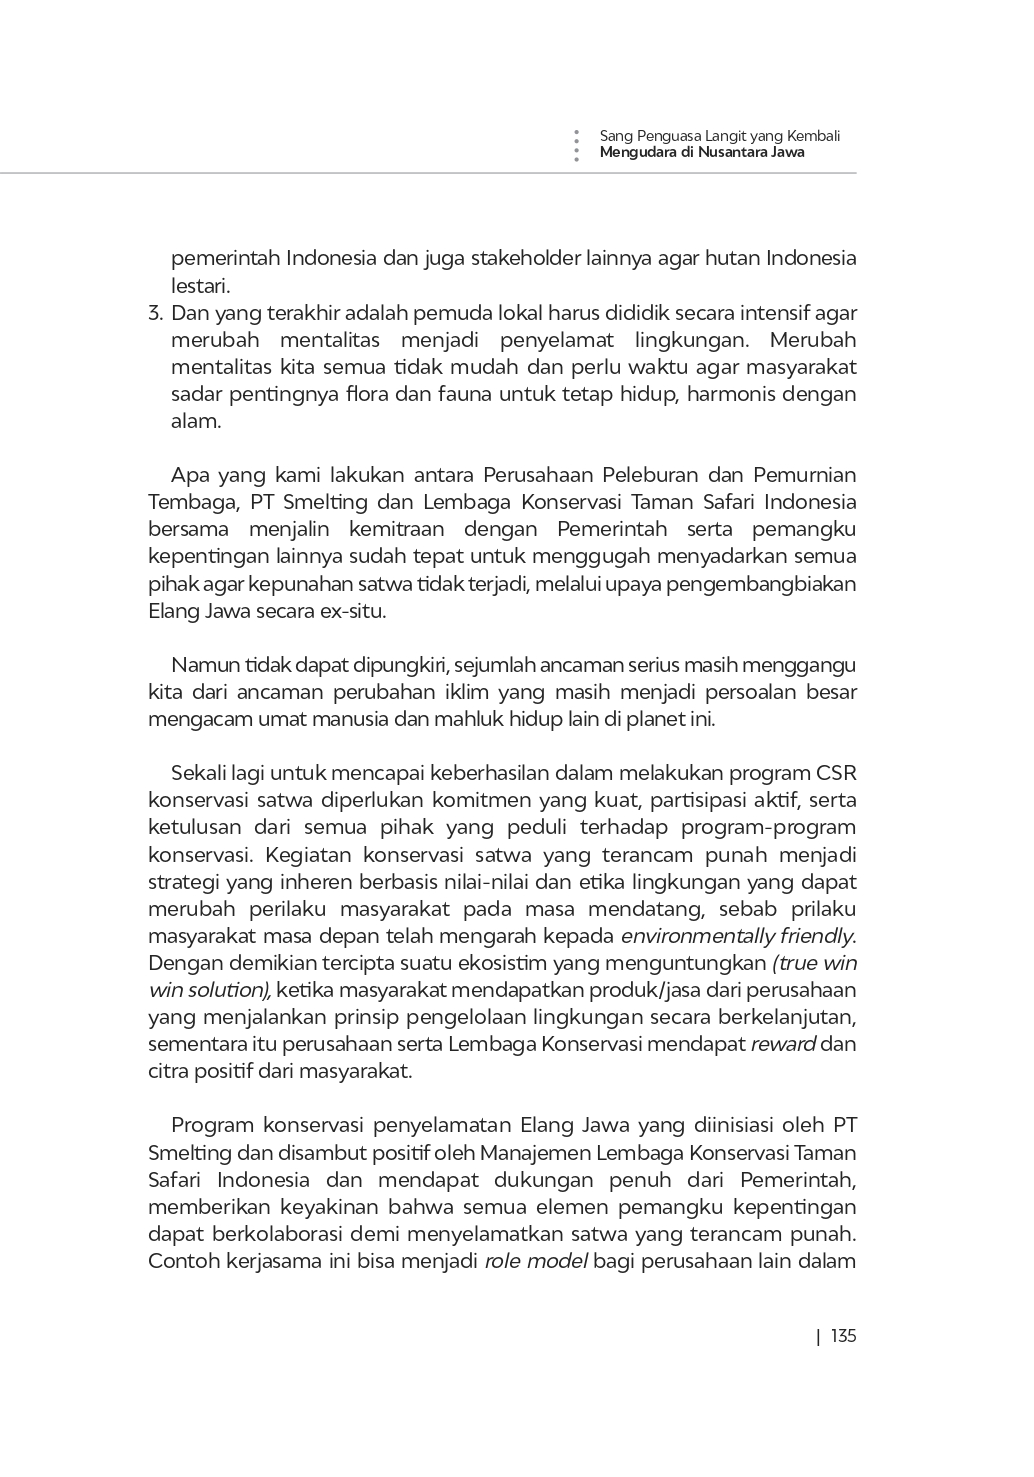 Sang Penguasa Langit yang Kembali
Mengudara di Nusantara Jawa
pemerintah Indonesia dan juga stakeholder lainnya agar hutan Indonesia
lestari.
3. Dan yang terakhir adalah pemuda lokal harus dididik secara intensif agar
merubah mentalitas menjadi penyelamat lingkungan. Merubah
mentalitas kita semua tidak mudah dan perlu waktu agar masyarakat
sadar pentingnya flora dan fauna untuk tetap hidup, harmonis dengan
alam.
Apa yang kami lakukan antara Perusahaan Peleburan dan Pemurnian
Tembaga, PT Smelting dan Lembaga Konservasi Taman Safari Indonesia
bersama menjalin kemitraan dengan Pemerintah serta pemangku
kepentingan lainnya sudah tepat untuk menggugah menyadarkan semua
pihak agar kepunahan satwa tidak terjadi, melalui upaya pengembangbiakan
Elang Jawa secara ex-situ.
Namun tidak dapat dipungkiri, sejumlah ancaman serius masih menggangu
kita dari ancaman perubahan iklim yang masih menjadi persoalan besar
mengacam umat manusia dan mahluk hidup lain di planet ini.
Sekali lagi untuk mencapai keberhasilan dalam melakukan program CSR
konservasi satwa diperlukan komitmen yang kuat, partisipasi aktif, serta
ketulusan dari semua pihak yang peduli terhadap program-program
konservasi. Kegiatan konservasi satwa yang terancam punah menjadi
strategi yang inheren berbasis nilai-nilai dan etika lingkungan yang dapat
merubah perilaku masyarakat pada masa mendatang, sebab prilaku
masyarakat masa depan telah mengarah kepada environmentally friendly.
Dengan demikian tercipta suatu ekosistim yang menguntungkan (true win
win solution), ketika masyarakat mendapatkan produk/jasa dari perusahaan
yang menjalankan prinsip pengelolaan lingkungan secara berkelanjutan,
sementara itu perusahaan serta Lembaga Konservasi mendapat reward dan
citra positif dari masyarakat.
Program konservasi penyelamatan Elang Jawa yang diinisiasi oleh PT
Smelting dan disambut positif oleh Manajemen Lembaga Konservasi Taman
Safari Indonesia dan mendapat dukungan penuh dari Pemerintah,
memberikan keyakinan bahwa semua elemen pemangku kepentingan
dapat berkolaborasi demi menyelamatkan satwa yang terancam punah.
Contoh kerjasama ini bisa menjadi role model bagi perusahaan lain dalam
| 135